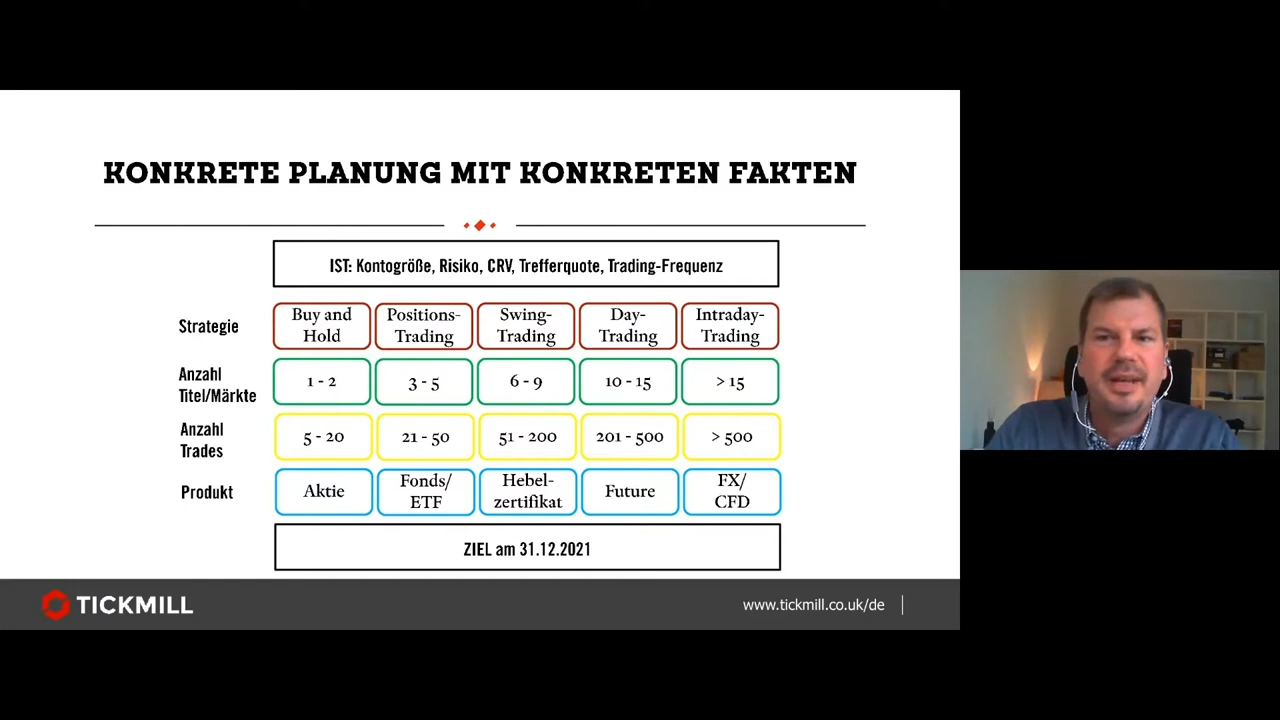 KONKRETE PLANUNG MIT KONKRETEN FAKTEN
IST: Kontogröße, Risiko, CRV, Trefferquote, Trading-Frequenz
Strategie
Buy and
Hold
Positions-
Trading
Swing-
Trading
Day-
Trading
Intraday-
Trading
Anzahl
Titel/Märkte
1 - 2
3 - 5
6 - 9
10 - 15
> 15
Anzahl
Trades
5 - 20
21 - 50
51 - 200
201 - 500
> 500
Produkt
Aktie
Fonds/
ETF
Hebel-
zertifikat
Future
FX/
CFD
ZIEL am 31.12.2021
TICKMILL
www.tickmill.co.uk/de